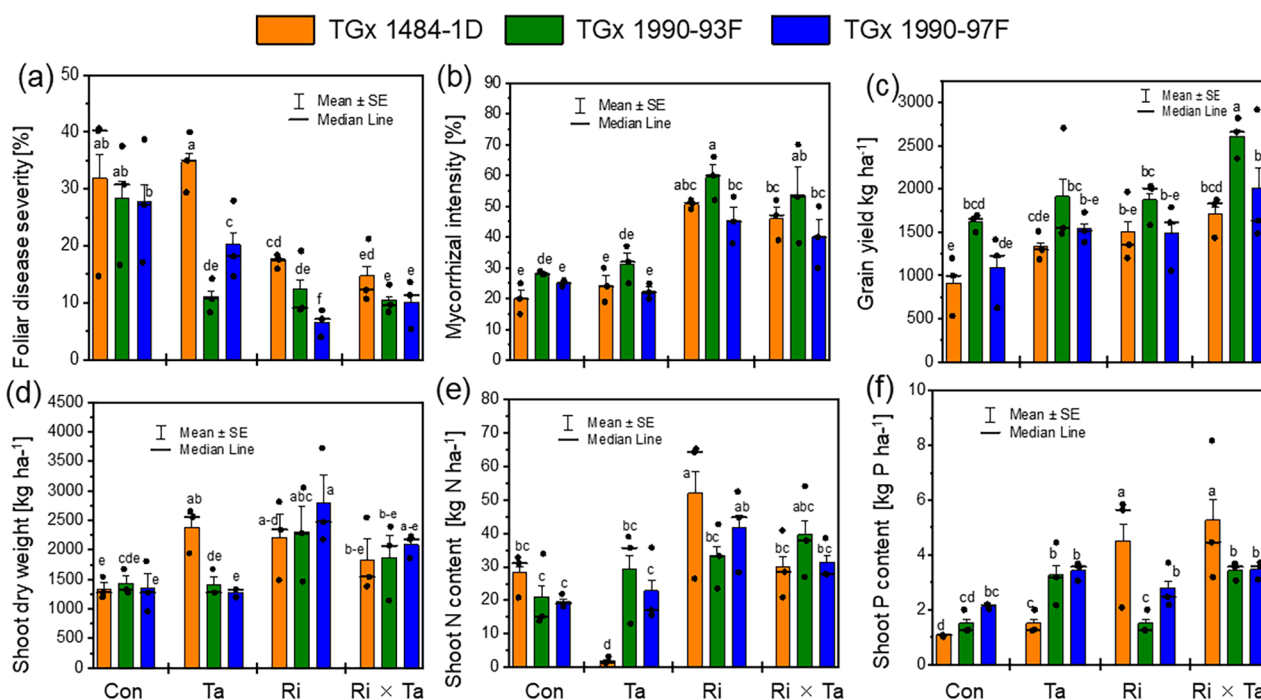 TGx 1484-1D TGx 1990-93F TGx 1990-97F
(a)
Foliar disease severity [%]
50
40
30
20
10
0
Mean ± SE
Median Line
ab ab b
a de c
cd de f
ed e e
(b)
Mycorrhizal intensity [%]
90
80
70
60
50
40
30
20
10
0
Mean ± SE
Median Line
e de e
e de e
abc a bc
bc ab bc
(c)
Grain yield kg ha-1
3000
2500
2000
1500
1000
500
0
Mean ± SE
Median Line
e bcd de
cde bc b-e
b-e bc b-e
bcd a b
(d)
Shoot dry weight [kg ha-1]
4500
4000
3500
3000
2500
2000
1500
1000
500
0
Mean ± SE
Median Line
e cde e
ab de e
a-d abc a
b-e b-e a-e
Con Ta Ri Ri × Ta
(e)
Shoot N content [kg N ha-1]
80
70
60
50
40
30
20
10
0
Mean ± SE
Median Line
bc c c
d bc c
a bc ab
bc abc bc
Con Ta Ri Ri × Ta
(f)
Shoot P content [kg P ha-1]
10
8
6
4
2
0
Mean ± SE
Median Line
d cd bc
c b b
a c b
a b b
Con Ta Ri Ri × Ta